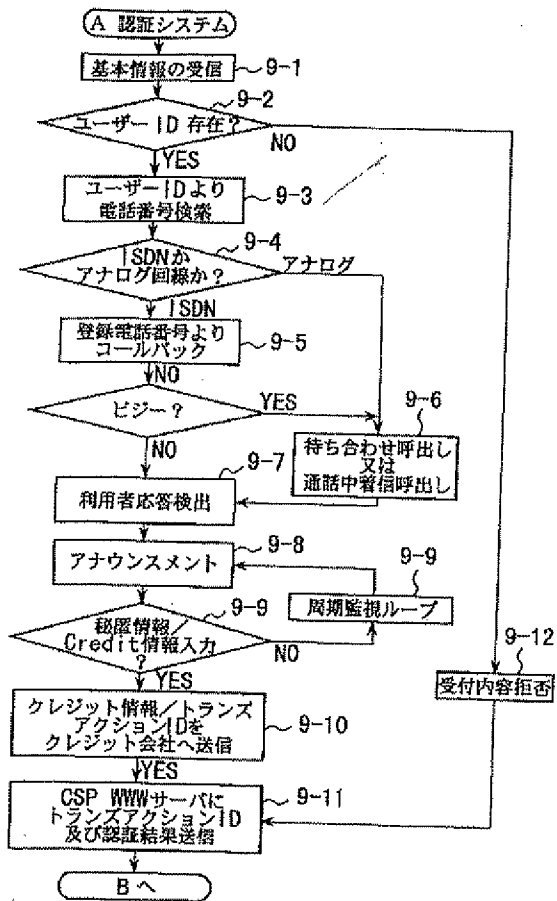 A 認証システム
基本情報の受信
9-1
9-2
ユーザー ID 存在?
NO
YES
ユーザーIDより
電話番号検索
9-3
9-4
ISDNか
アナログ回線か?
アナログ
ISDN
登録電話番号より
コールバック
9-5
NO
ビジー?
YES
9-6
待ち合わせ呼出し
又は
通話中着信呼出し
NO
9-7
利用者応答検出
9-8
アナウンスメント
9-9
周期監視ループ
9-9
秘匿情報/
Credit情報入力
?
NO
9-12
受付内容拒否
YES
クレジット情報/トランズ
アクションIDを
クレジット会社へ送信
9-10
YES
CSP WWWサーバに
トランズアクションID
及び認証結果送信
9-11
B へ